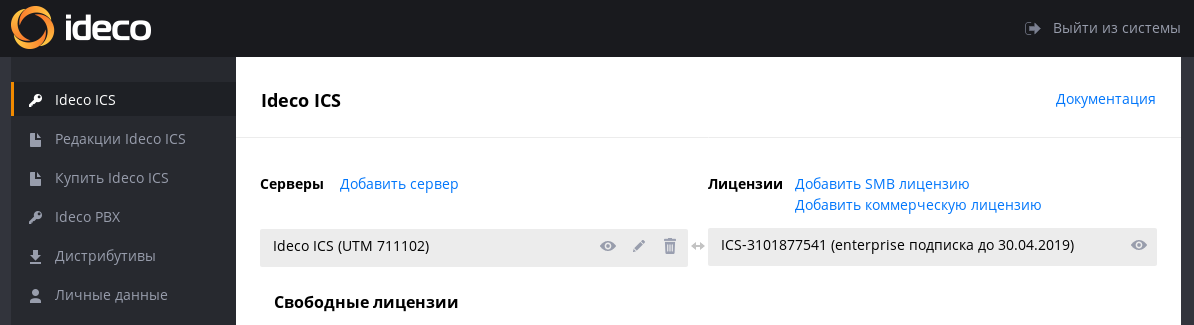 ideco
Выйти из системы
Ideco ICS
Редакции Ideco ICS
Купить Ideco ICS
Ideco PBX
Дистрибутивы
Личные данные
Ideco ICS
Документация
Серверы
Добавить сервер
Лицензии
Добавить SMB лицензию
Добавить коммерческую лицензию
Ideco ICS (UTM 711102)
ICS-3101877541 (enterprise подписка до 30.04.2019)
Свободные лицензии